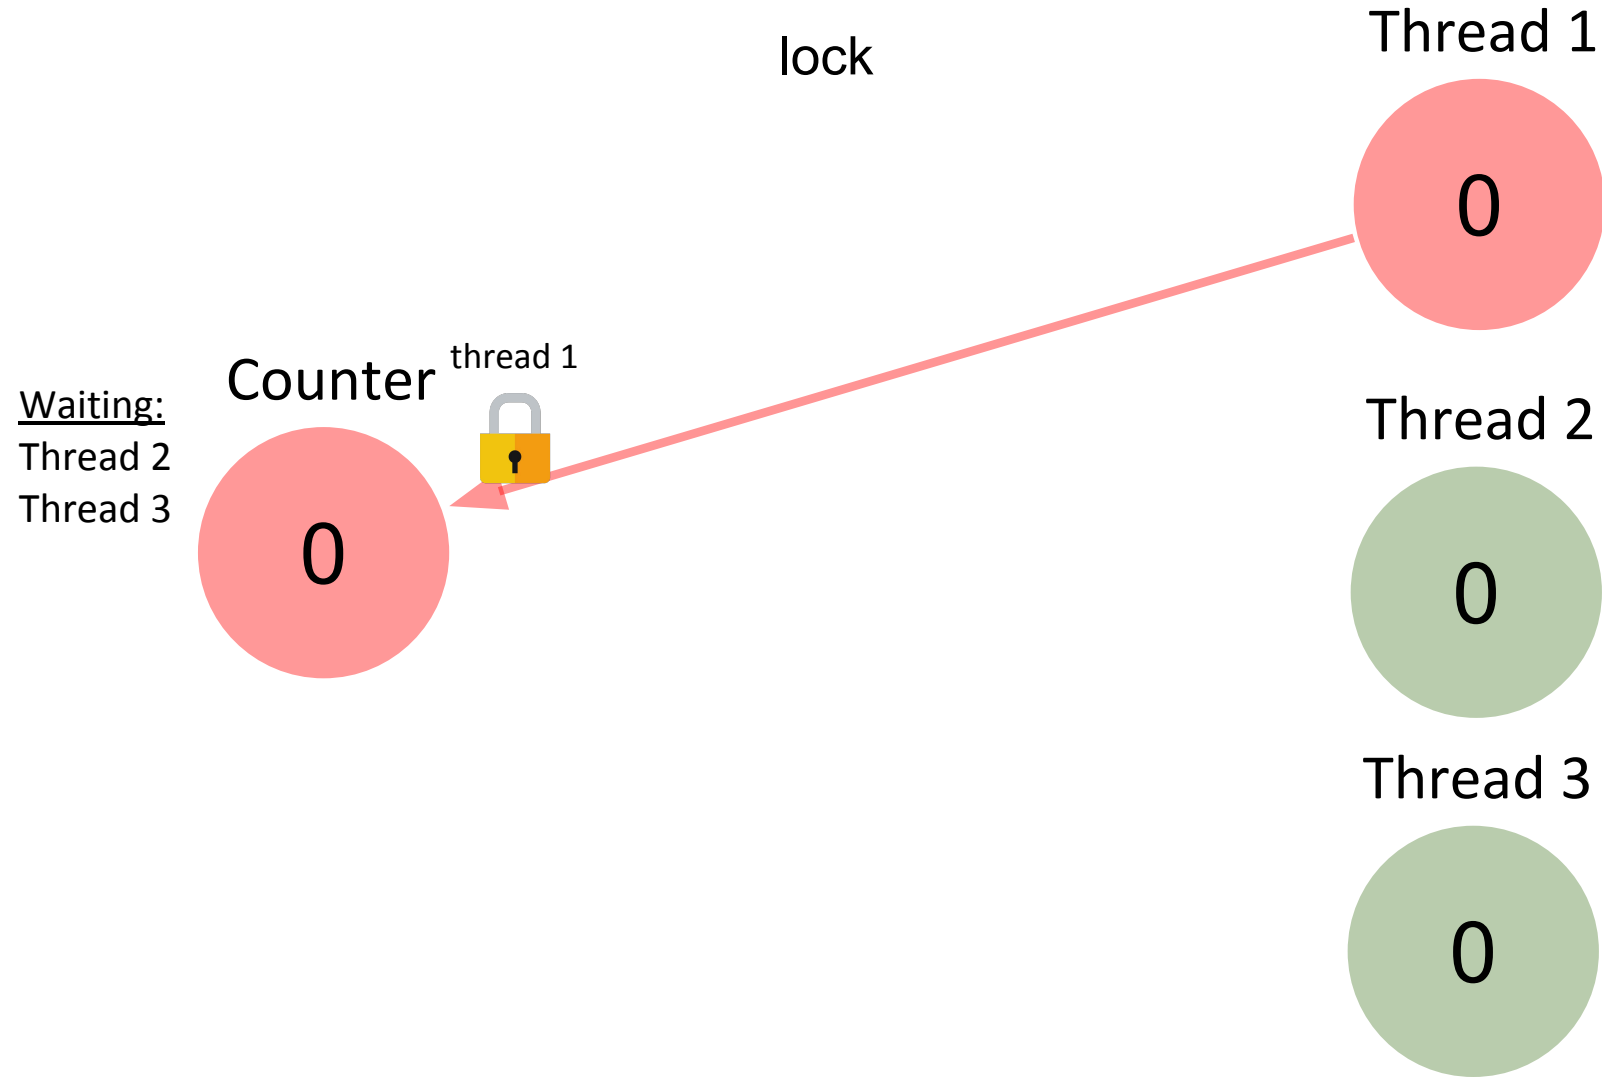 lock
Thread 1
0
Counter
thread 1
Waiting:
Thread 2
Thread 3
0
Thread 2
0
Thread 3
0